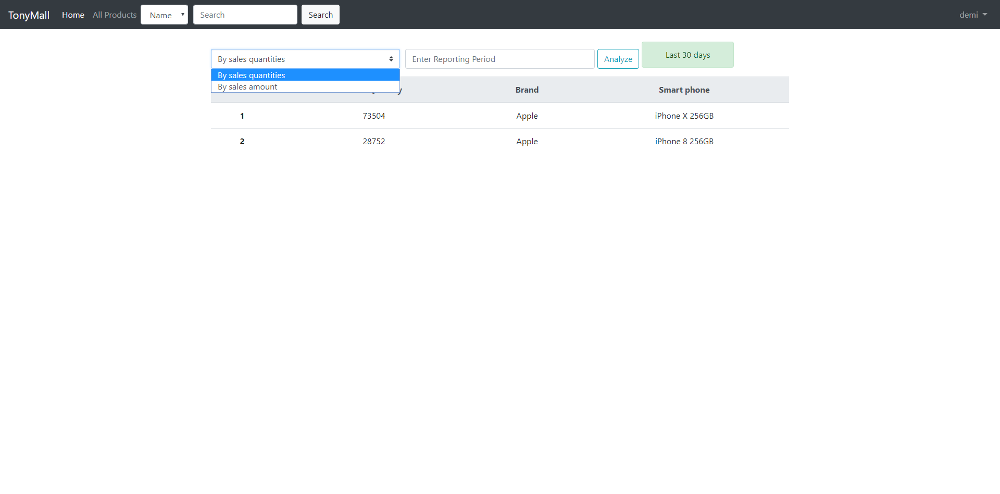 TonyMall Home All Products Name Search Search demi
By sales quantities Enter Reporting Period Analyze Last 30 days
By sales quantities
By sales amount
Brand Smart phone
1 73504 Apple iPhone X 256GB
2 28752 Apple iPhone 8 256GB